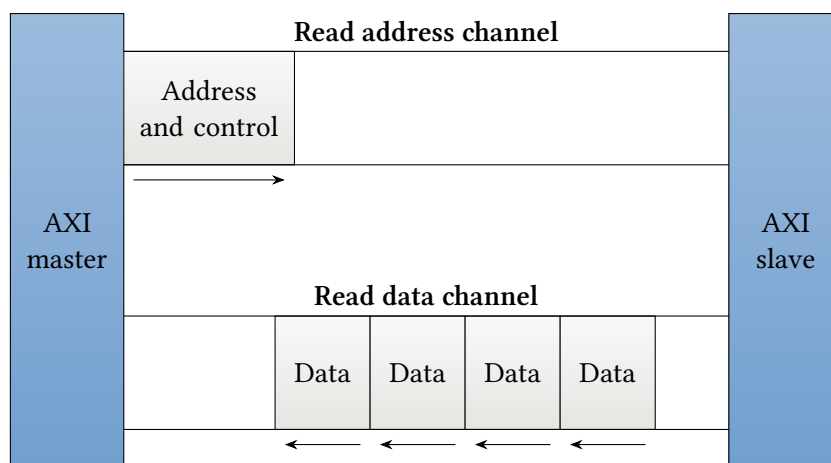 Read address channel
Address
and control
AXI
master
AXI
slave
Read data channel
Data
Data
Data
Data